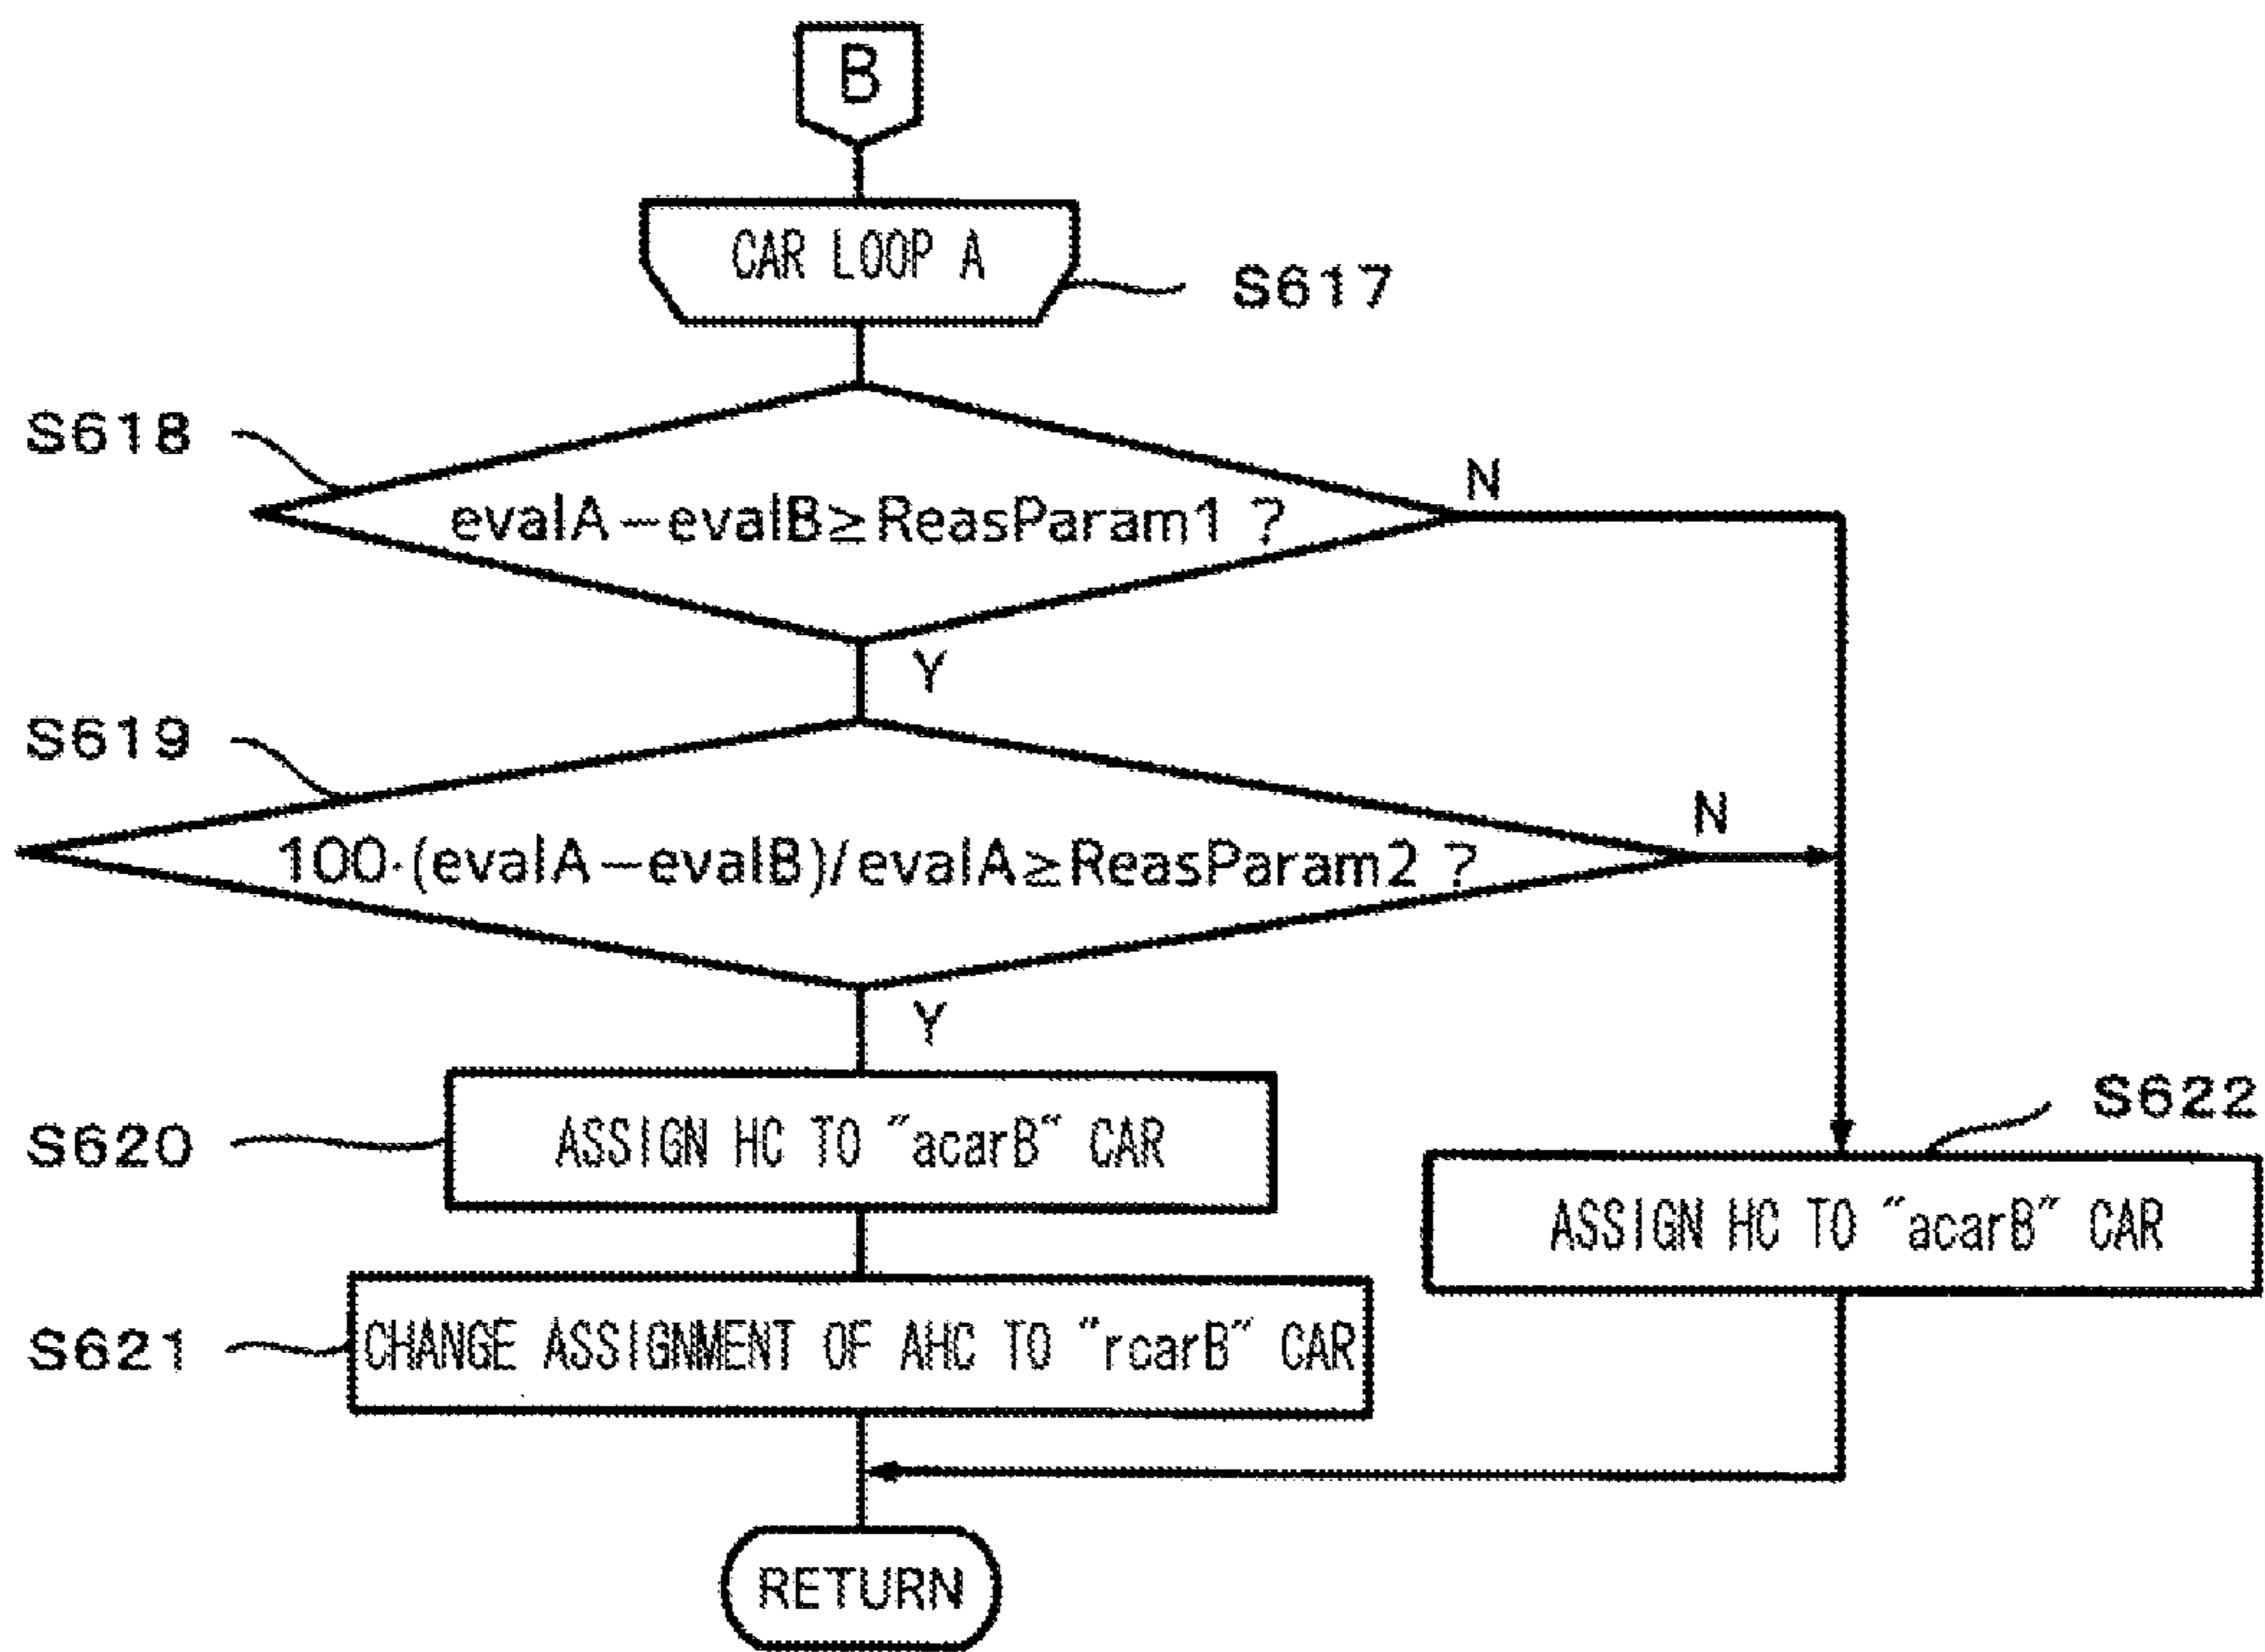 B
CAR LOOP A
S617
S618
evalA−evalB≥ReasParam1 ?
N
Y
S619
100·(evalA−evalB)/evalA≥ReasParam2 ?
N
Y
S620
ASSIGN HC TO "acarB" CAR
S622
ASSIGN HC TO "acarB" CAR
S621
CHANGE ASSIGNMENT OF AHC TO "rcarB" CAR
RETURN